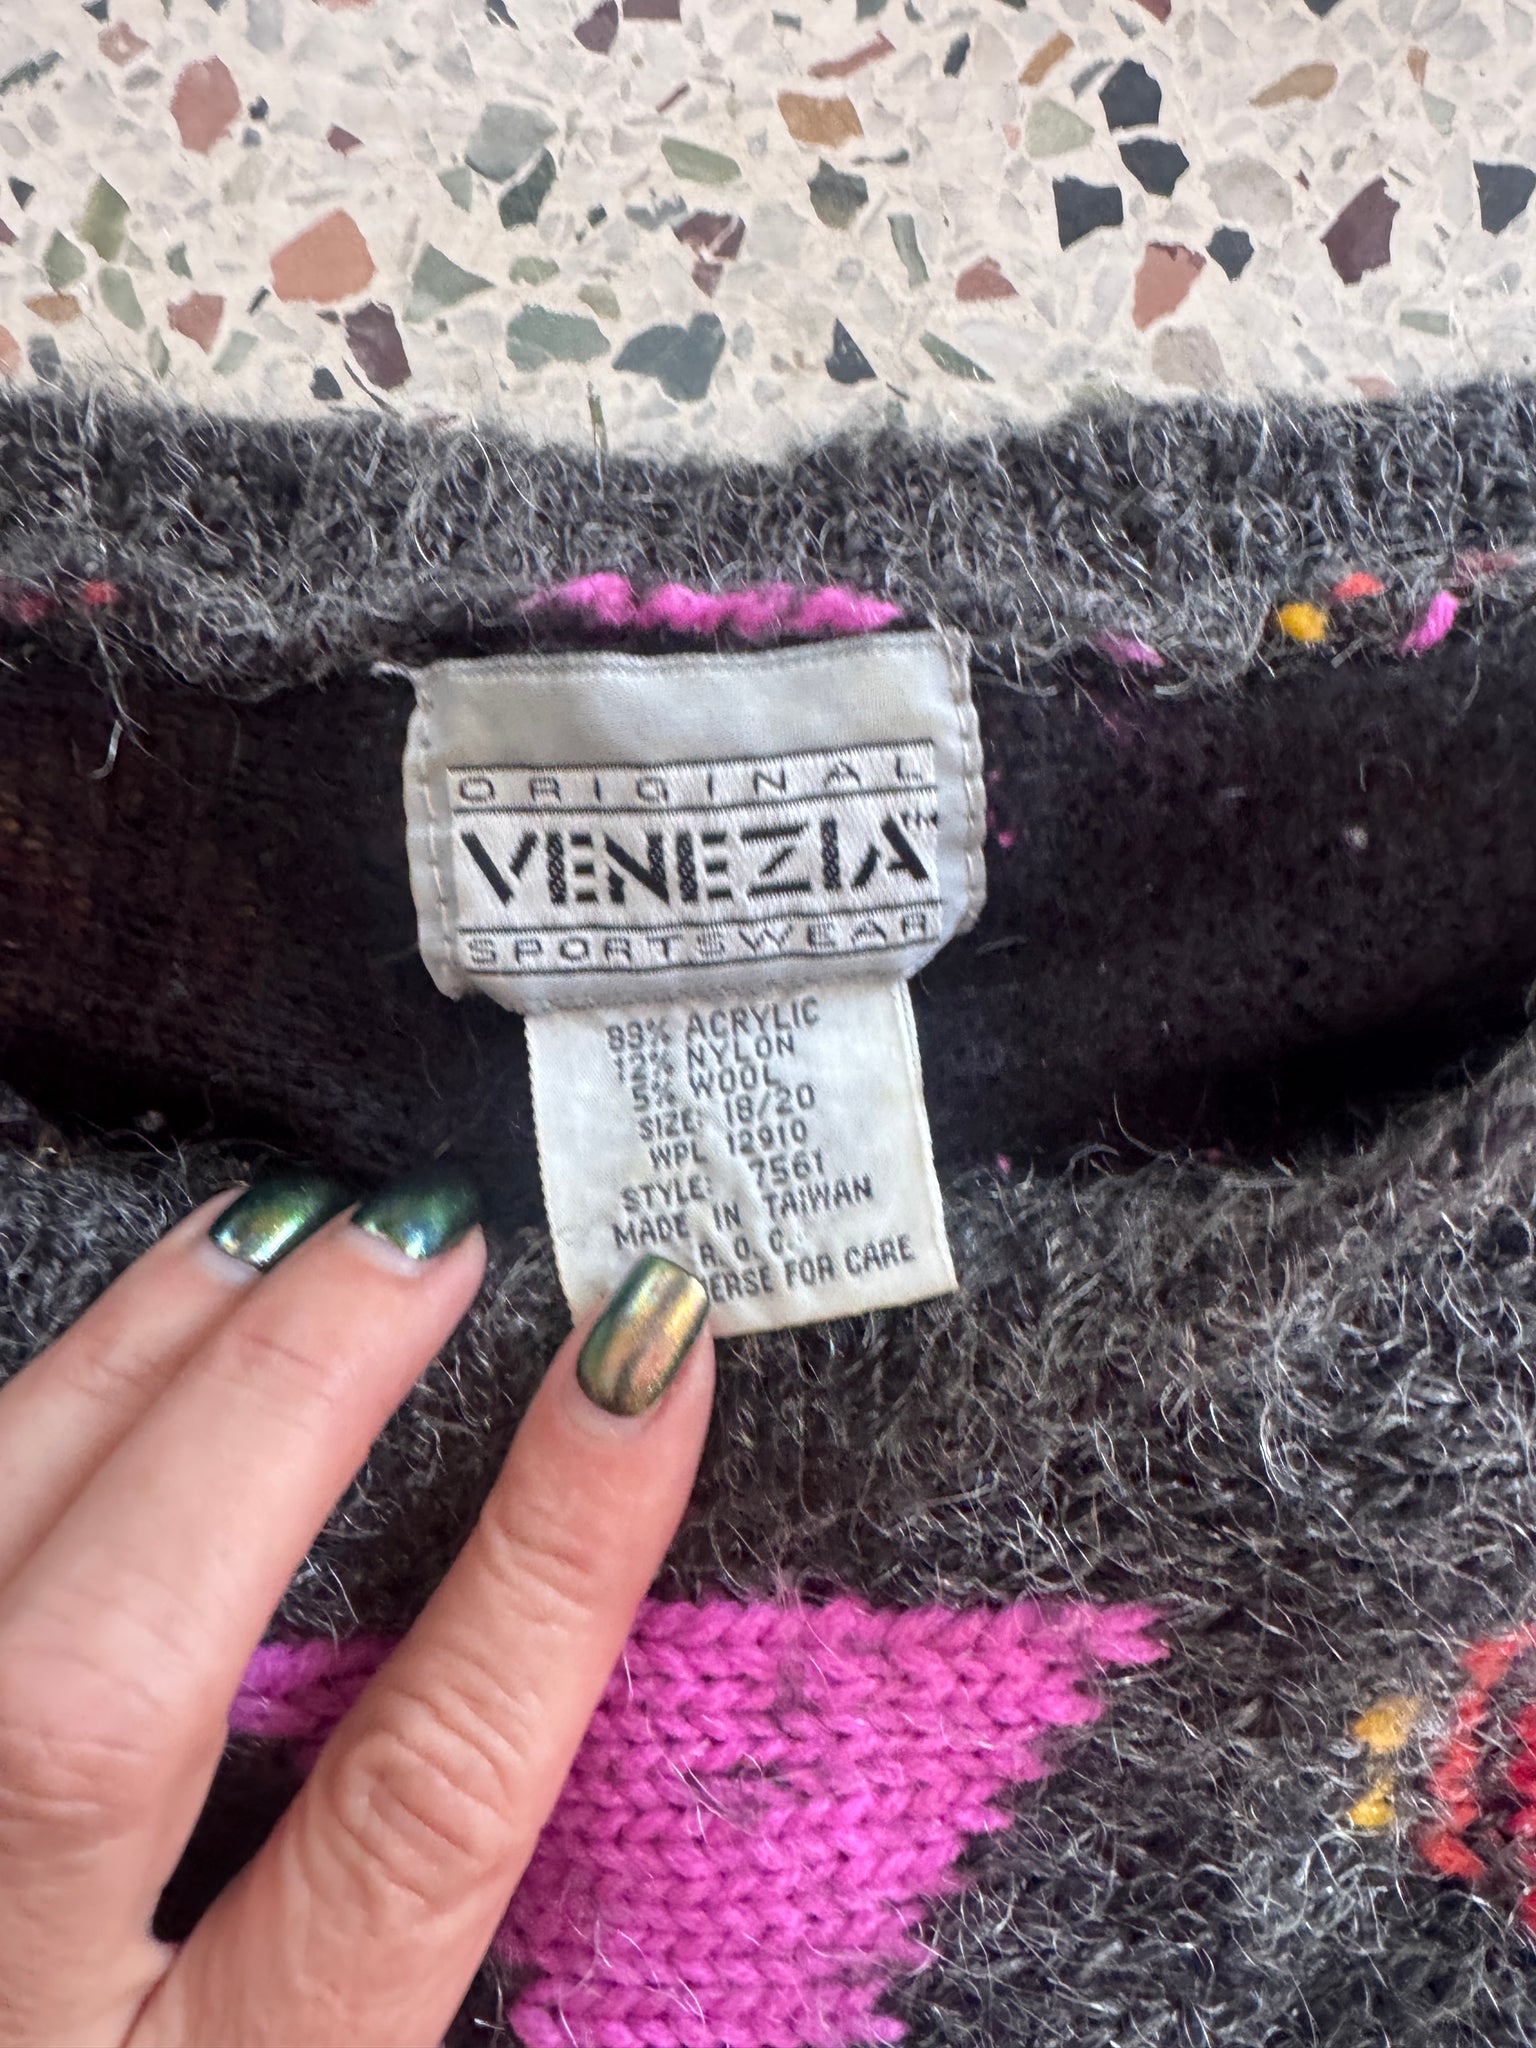 ORIGINAL
VENEZIA™
SPORTSWEAR
83% ACRYLIC
12% NYLON
5% WOOL
SIZE: 18/20
WPL 12910
STYLE: 7561
MADE IN TAIWAN
R.O.C.
FOR CARE